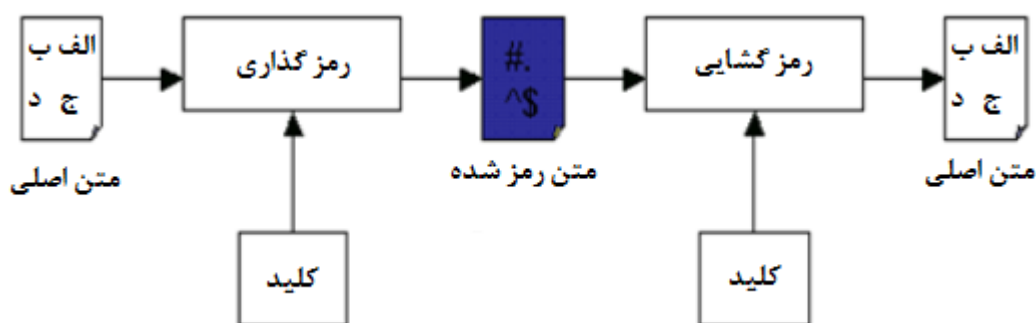 الف ب
ج د
رمز گذاری
#.
^$
رمز گشایی
الف ب
ج د
متن اصلی
متن رمز شده
متن اصلی
کلید
کلید